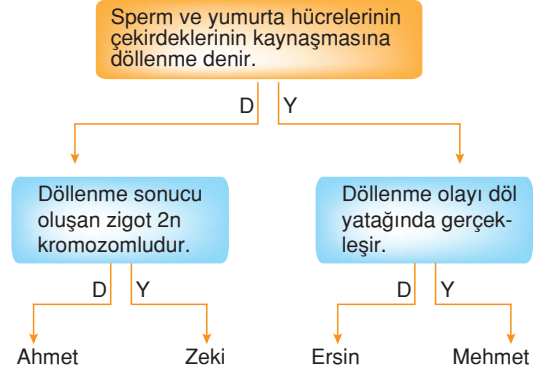 Sperm ve yumurta hücrelerinin
çekirdeklerinin kaynaşmasına
döllenme denir.
D Y
Döllenme sonucu
oluşan zigot 2n
kromozomludur.
Döllenme olayı döl
yatağında gerçek-
leşir.
D Y
D Y
Ahmet Zeki Ersin Mehmet